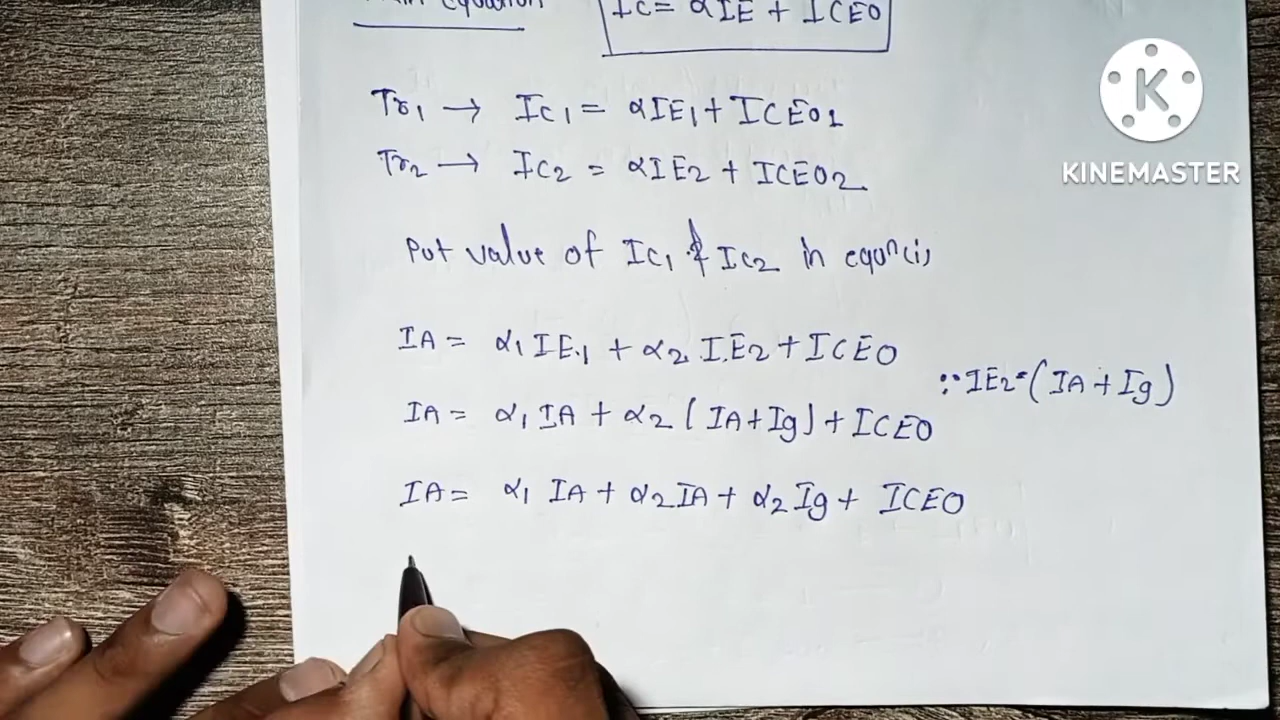 Equation IC = αIE + ICEO
Tr1 → IC1 = αIE1 + ICEO1
Tr2 → IC2 = αIE2 + ICEO2
Put value of IC1 & IC2 in equn(i)
IA = α1 IE1 + α2 IE2 + ICEO
∵ IE2 = (IA + Ig)
IA = α1 IA + α2 (IA + Ig) + ICEO
IA = α1 IA + α2 IA + α2 Ig + ICEO
K
KINEMASTER